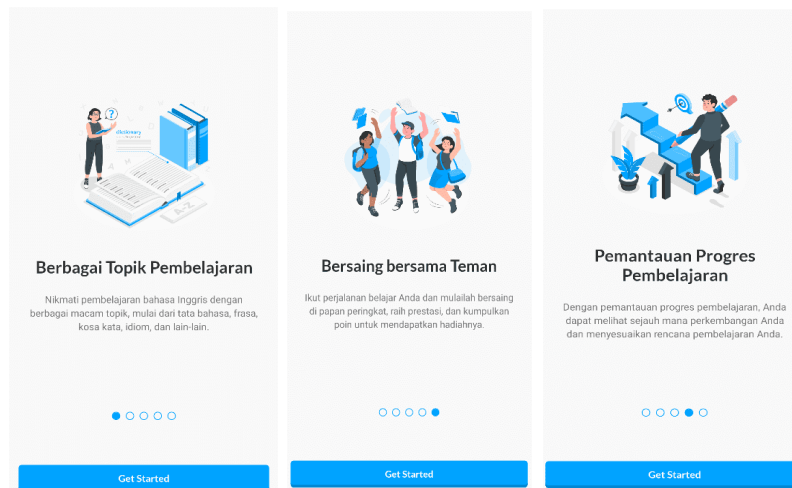 dictionary
Berbagai Topik Pembelajaran
Nikmati pembelajaran bahasa Inggris dengan
berbagai macam topik, mulai dari tata bahasa, frasa,
kosa kata, idiom, dan lain-lain.
Get Started
Bersaing bersama Teman
Ikut perjalanan belajar Anda dan mulailah bersaing
di papan peringkat, raih prestasi, dan kumpulkan
poin untuk mendapatkan hadiahnya.
Get Started
Pemantauan Progres
Pembelajaran
Dengan pemantauan progres pembelajaran, Anda
dapat melihat sejauh mana perkembangan Anda
dan menyesuaikan rencana pembelajaran Anda.
Get Started